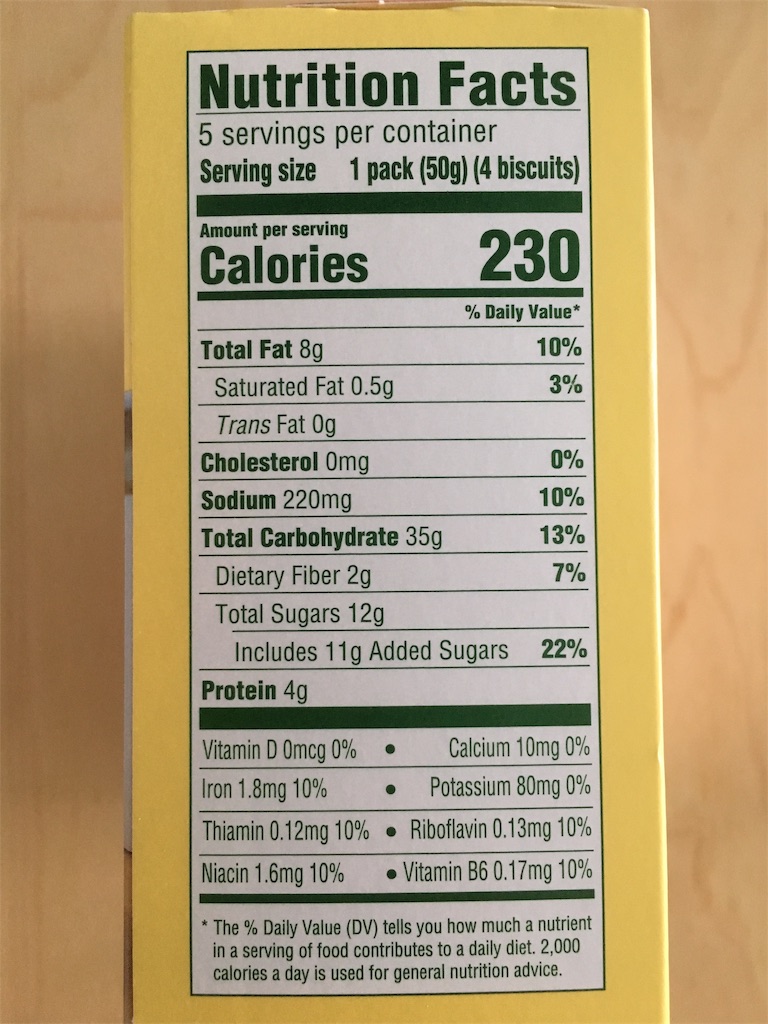 Nutrition Facts
5 servings per container
Serving size 1 pack (50g) (4 biscuits)
Amount per serving
Calories 230
% Daily Value*
Total Fat 8g 10%
Saturated Fat 0.5g 3%
Trans Fat 0g
Cholesterol 0mg 0%
Sodium 220mg 10%
Total Carbohydrate 35g 13%
Dietary Fiber 2g 7%
Total Sugars 12g
Includes 11g Added Sugars 22%
Protein 4g
Vitamin D 0mcg 0% • Calcium 10mg 0%
Iron 1.8mg 10% • Potassium 80mg 0%
Thiamin 0.12mg 10% • Riboflavin 0.13mg 10%
Niacin 1.6mg 10% • Vitamin B6 0.17mg 10%
* The % Daily Value (DV) tells you how much a nutrient
in a serving of food contributes to a daily diet. 2,000
calories a day is used for general nutrition advice.